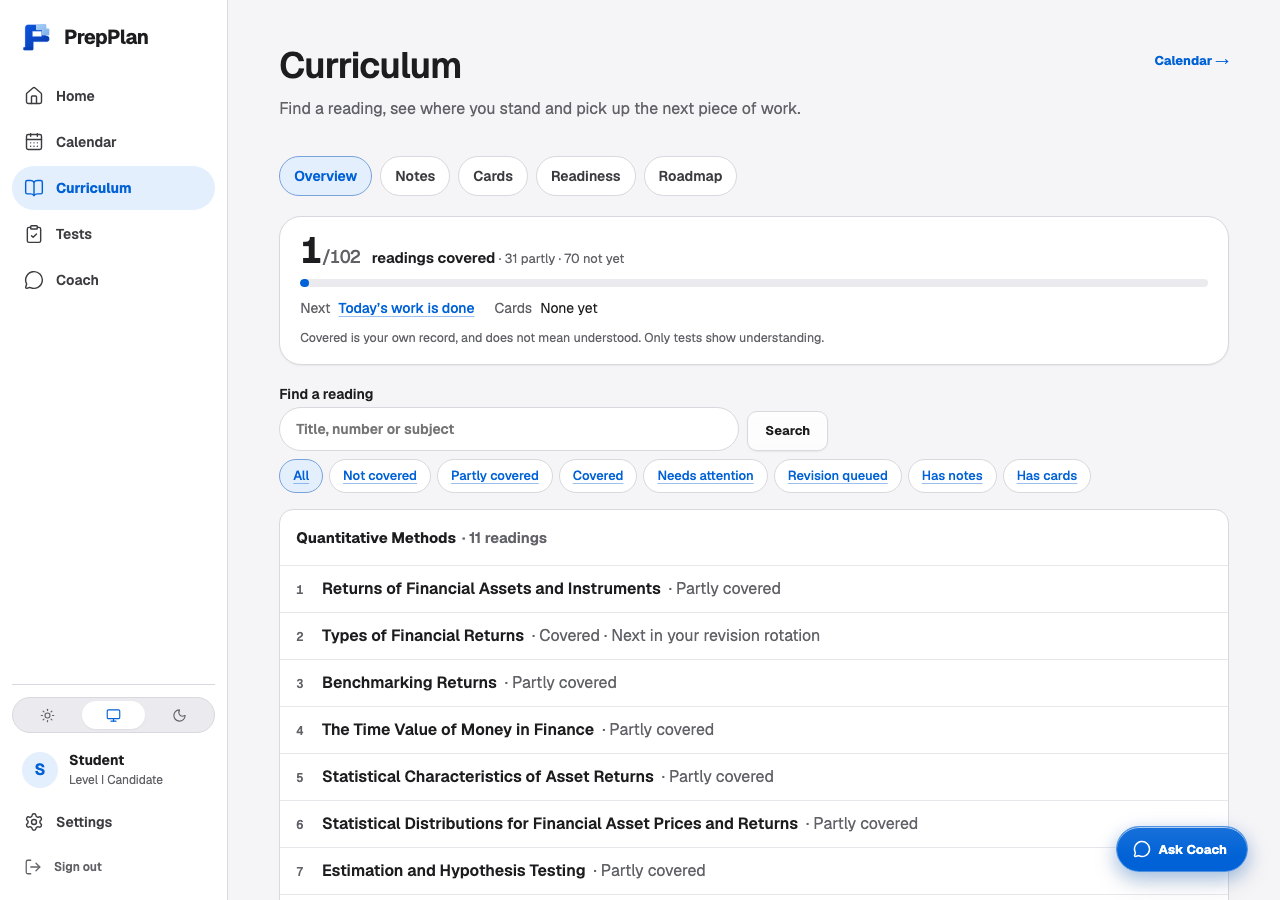 PrepPlan
Home
Calendar
Curriculum
Tests
Coach
S
Student
Level I Candidate
Settings
Sign out
Curriculum
Calendar →
Find a reading, see where you stand and pick up the next piece of work.
Overview
Notes
Cards
Readiness
Roadmap
1/102 readings covered · 31 partly · 70 not yet
Next Today's work is done Cards None yet
Covered is your own record, and does not mean understood. Only tests show understanding.
Find a reading
Title, number or subject
Search
All
Not covered
Partly covered
Covered
Needs attention
Revision queued
Has notes
Has cards
Quantitative Methods · 11 readings
1 Returns of Financial Assets and Instruments · Partly covered
2 Types of Financial Returns · Covered · Next in your revision rotation
3 Benchmarking Returns · Partly covered
4 The Time Value of Money in Finance · Partly covered
5 Statistical Characteristics of Asset Returns · Partly covered
6 Statistical Distributions for Financial Asset Prices and Returns · Partly covered
7 Estimation and Hypothesis Testing · Partly covered
Ask Coach